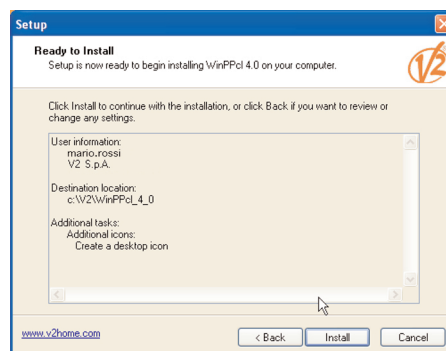 Setup
Ready to Install
Setup is now ready to begin installing WinPPcl 4.0 on your computer.
V2
Click Install to continue with the installation, or click Back if you want to review or
change any settings.
User information:
mario.rossi
V2 S.p.A.
Destination location:
c:\V2\WinPPcl_4_0
Additional tasks:
Additional icons:
Create a desktop icon
www.v2home.com
< Back
Install
Cancel